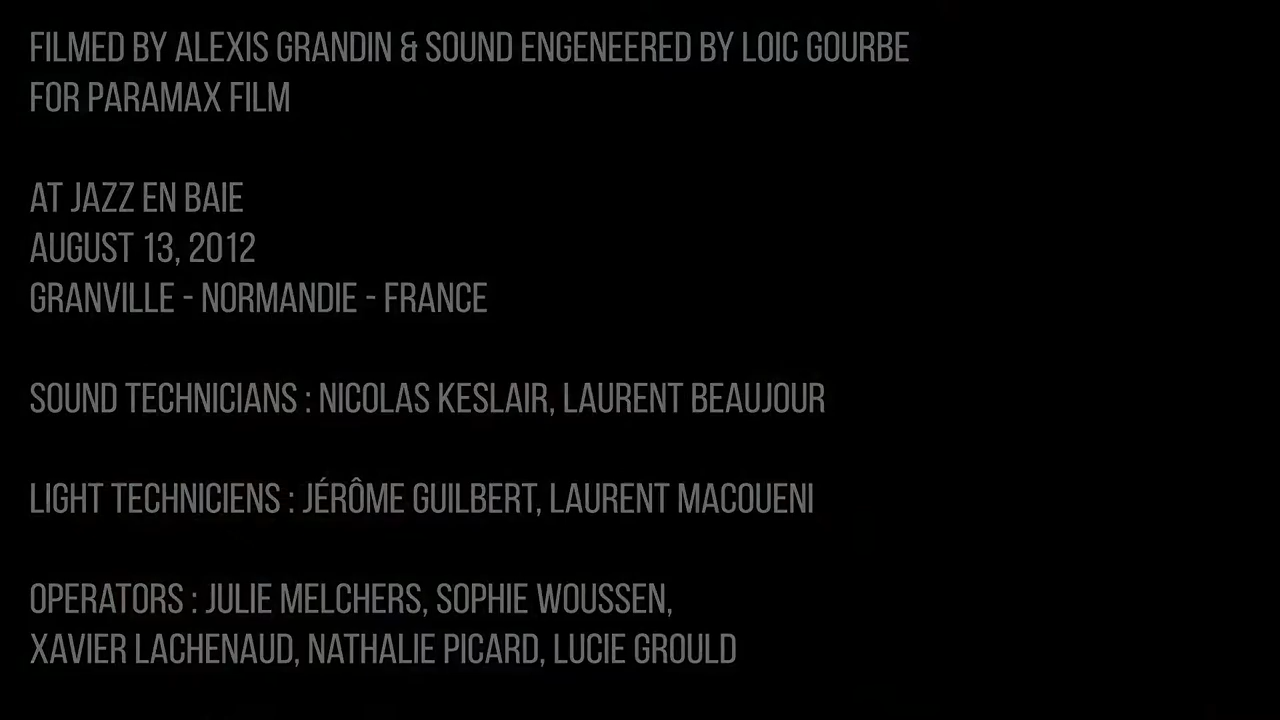 FILMED BY ALEXIS GRANDIN & SOUND ENGENEERED BY LOIC GOURBE
FOR PARAMAX FILM
AT JAZZ EN BAIE
AUGUST 13, 2012
GRANVILLE - NORMANDIE - FRANCE
SOUND TECHNICIANS : NICOLAS KESLAIR, LAURENT BEAUJOUR
LIGHT TECHNICIENS : JÉRÔME GUILBERT, LAURENT MACOUENI
OPERATORS : JULIE MELCHERS, SOPHIE WOUSSEN,
XAVIER LACHENAUD, NATHALIE PICARD, LUCIE GROULD